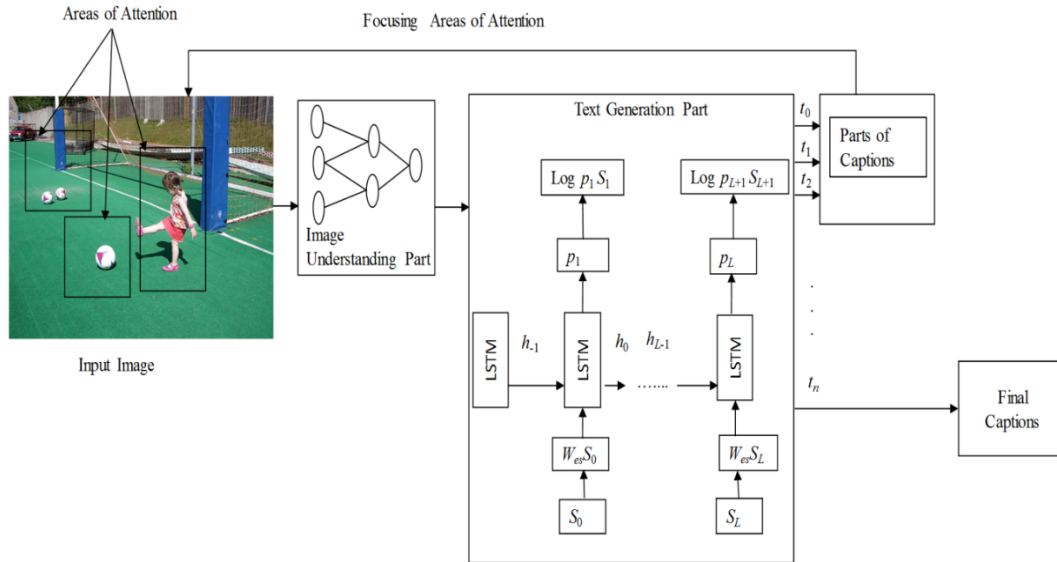 Areas of Attention
Focusing Areas of Attention
Text Generation Part
t0
t1
t2
Parts of
Captions
Log p1 S1
Log pL+1 SL+1
Image
Understanding Part
p1
pL
Input Image
LSTM
h-1
LSTM
h0
hL-1
.......
LSTM
.
.
.
tn
Final
Captions
WesS0
WesSL
S0
SL